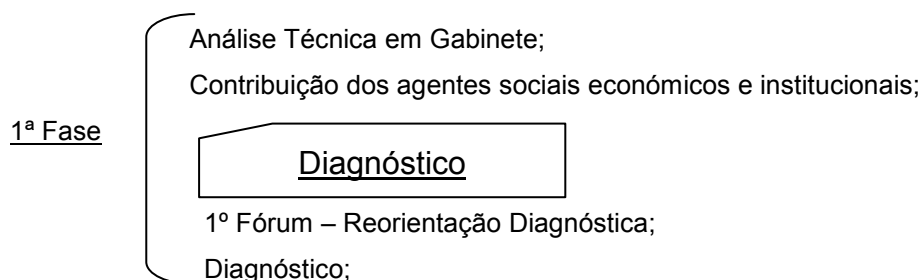 Análise Técnica em Gabinete;
Contribuição dos agentes sociais económicos e institucionais;
1ª Fase
Diagnóstico
1º Fórum – Reorientação Diagnóstica;
Diagnóstico;